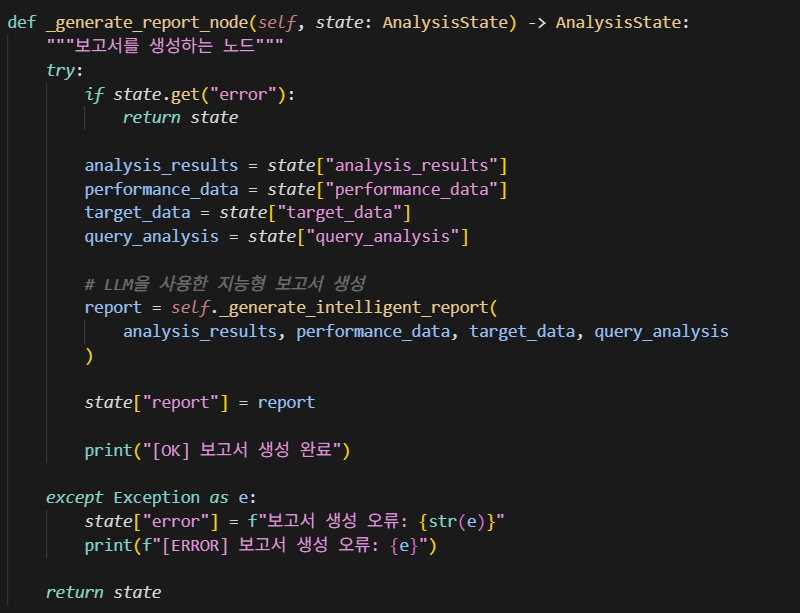 def _generate_report_node(self, state: AnalysisState) -> AnalysisState:
    """보고서를 생성하는 노드"""
    try:
        if state.get("error"):
            return state

        analysis_results = state["analysis_results"]
        performance_data = state["performance_data"]
        target_data = state["target_data"]
        query_analysis = state["query_analysis"]

        # LLM을 사용한 지능형 보고서 생성
        report = self._generate_intelligent_report(
            analysis_results, performance_data, target_data, query_analysis
        )

        state["report"] = report

        print("[OK] 보고서 생성 완료")

    except Exception as e:
        state["error"] = f"보고서 생성 오류: {str(e)}"
        print(f"[ERROR] 보고서 생성 오류: {e}")

    return state